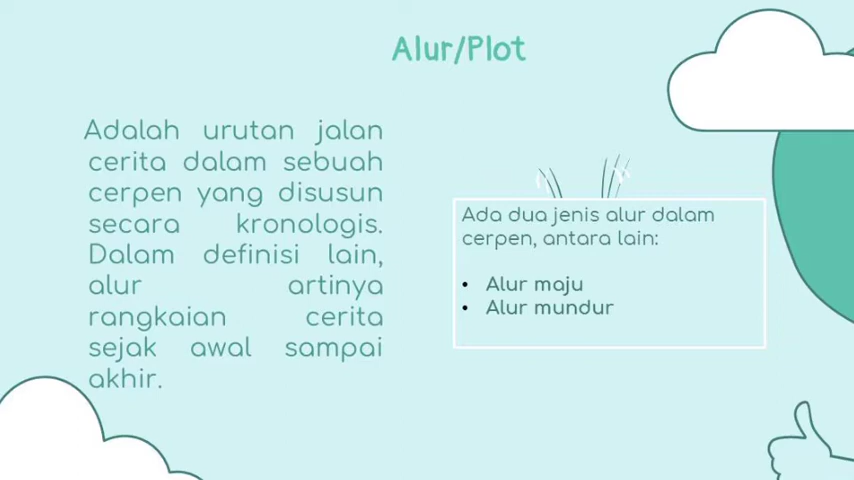 Alur/Plot
Adalah urutan jalan
cerita dalam sebuah
cerpen yang disusun
secara kronologis.
Dalam definisi lain,
alur artinya
rangkaian cerita
sejak awal sampai
akhir.
Ada dua jenis alur dalam
cerpen, antara lain:
• Alur maju
• Alur mundur